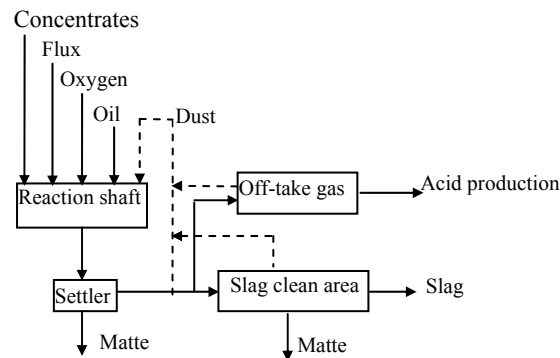 Concentrates
Flux
Oxygen
Oil
Dust
Reaction shaft
Off-take gas
Acid production
Settler
Slag clean area
Slag
Matte
Matte